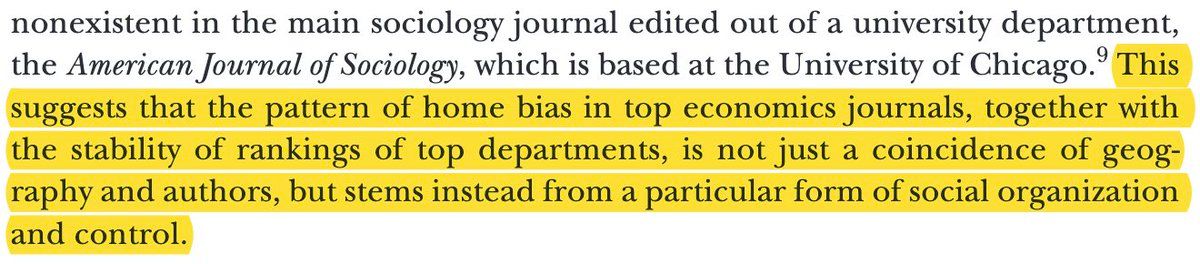 nonexistent in the main sociology journal edited out of a university department,
the American Journal of Sociology, which is based at the University of Chicago.⁹ This
suggests that the pattern of home bias in top economics journals, together with
the stability of rankings of top departments, is not just a coincidence of geog-
raphy and authors, but stems instead from a particular form of social organization
and control.